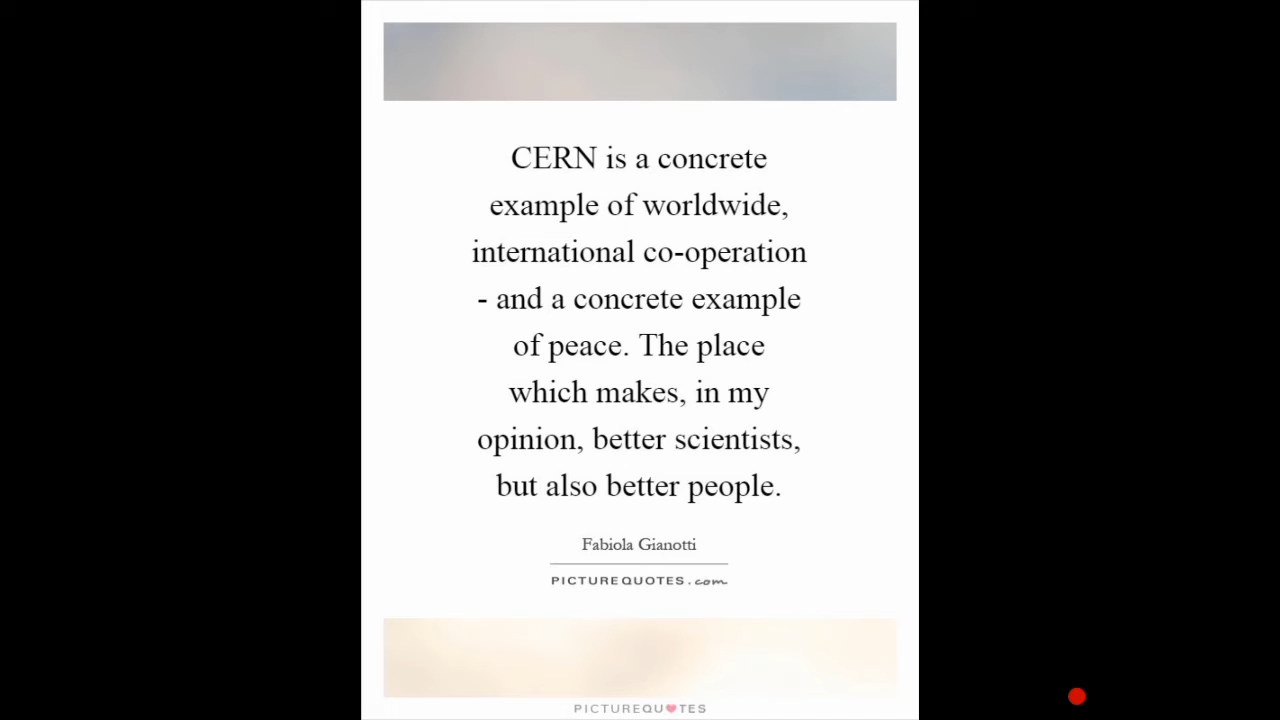 CERN is a concrete
example of worldwide,
international co-operation
- and a concrete example
of peace. The place
which makes, in my
opinion, better scientists,
but also better people.
Fabiola Gianotti
PICTUREQUOTES.com
PICTUREQUOTES